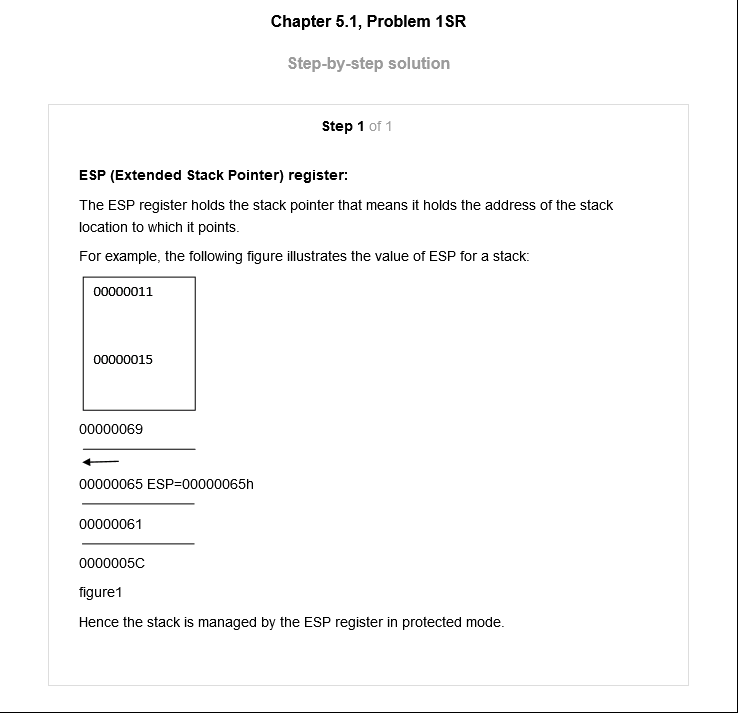 Chapter 5.1, Problem 1SR
Step-by-step solution
Step 1 of 1
ESP (Extended Stack Pointer) register:
The ESP register holds the stack pointer that means it holds the address of the stack
location to which it points.
For example, the following figure illustrates the value of ESP for a stack:
00000011
00000015
00000069
00000065 ESP=00000065h
00000061
0000005C
figure1
Hence the stack is managed by the ESP register in protected mode.